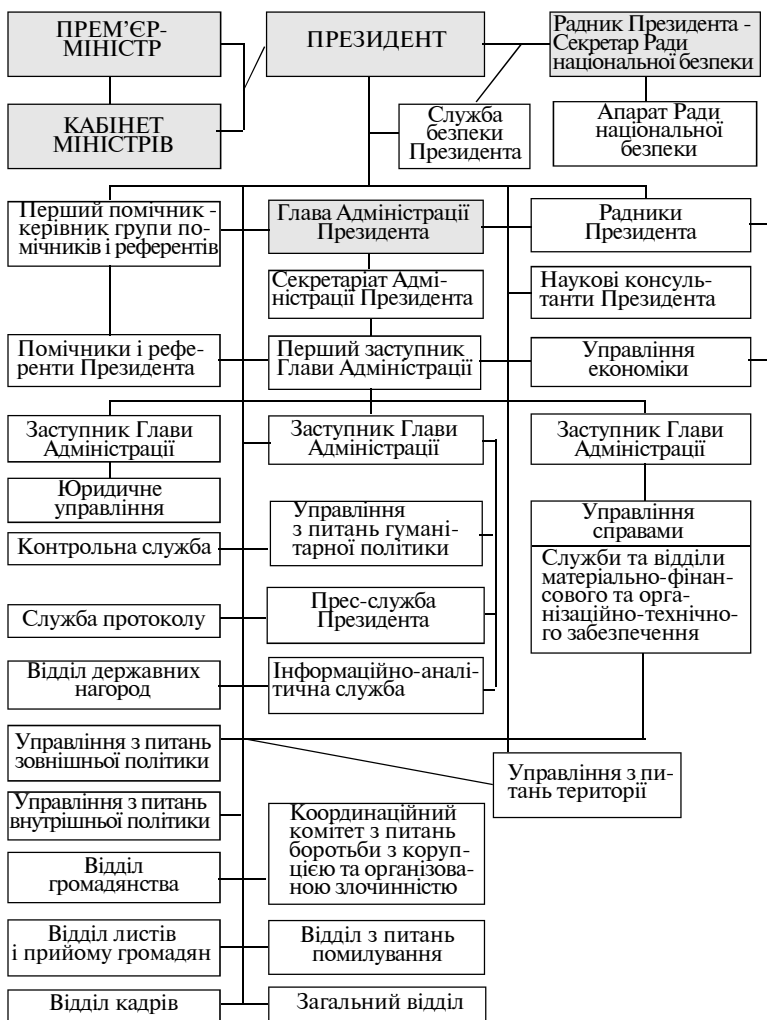 ПРЕМ’ЄР-
МІНІСТР
ПРЕЗИДЕНТ
Радник Президента -
Секретар Ради
національної безпеки
КАБІНЕТ
МІНІСТРІВ
Служба
безпеки
Президента
Апарат Ради
національної
безпеки
Перший помічник -
керівник групи по-
мічників і референтів
Глава Адміністрації
Президента
Радники
Президента
Секретаріат Адмі-
ністрації Президента
Наукові консуль-
танти Президента
Помічники і рефе-
ренти Президента
Перший заступник
Глави Адміністрації
Управління
економіки
Заступник Глави
Адміністрації
Заступник Глави
Адміністрації
Заступник Глави
Адміністрації
Юридичне
управління
Управління
з питань гумані-
тарної політики
Управління
справами
Контрольна служба
Служби та відділи
матеріально-фінан-
сового та орга-
нізаційно-технічно-
го забезпечення
Служба протоколу
Прес-служба
Президента
Відділ державних
нагород
Інформаційно-аналі-
тична служба
Управління з питань
зовнішньої політики
Управління з пи-
тань території
Управління з питань
внутрішньої політики
Координаційний
комітет з питань
боротьби з коруп-
цією та організова-
ною злочинністю
Відділ
громадянства
Відділ листів
і прийому громадян
Відділ з питань
помилування
Відділ кадрів
Загальний відділ